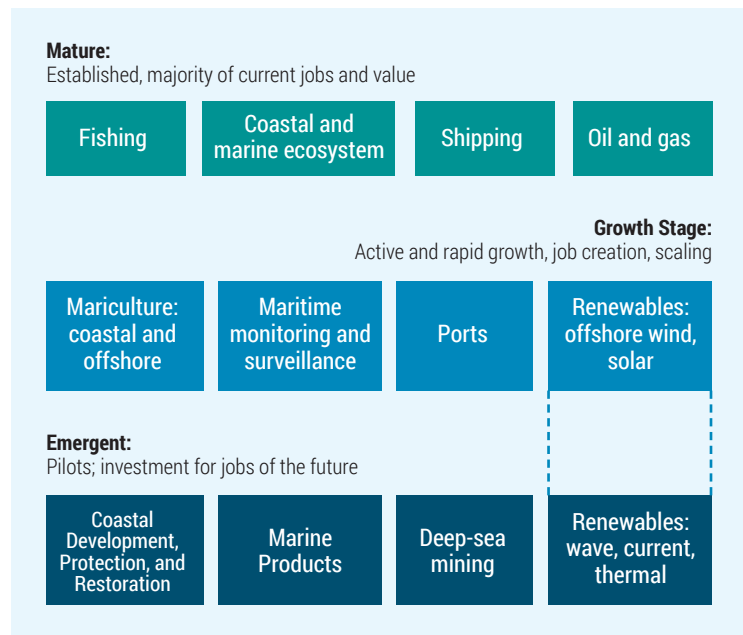 Mature:
Established, majority of current jobs and value
Fishing
Coastal and
marine ecosystem
Shipping
Oil and gas
Growth Stage:
Active and rapid growth, job creation, scaling
Mariculture:
coastal and
offshore
Maritime
monitoring and
surveillance
Ports
Renewables:
offshore wind,
solar
Emergent:
Pilots; investment for jobs of the future
Coastal
Development,
Protection, and
Restoration
Marine
Products
Deep-sea
mining
Renewables:
wave, current,
thermal